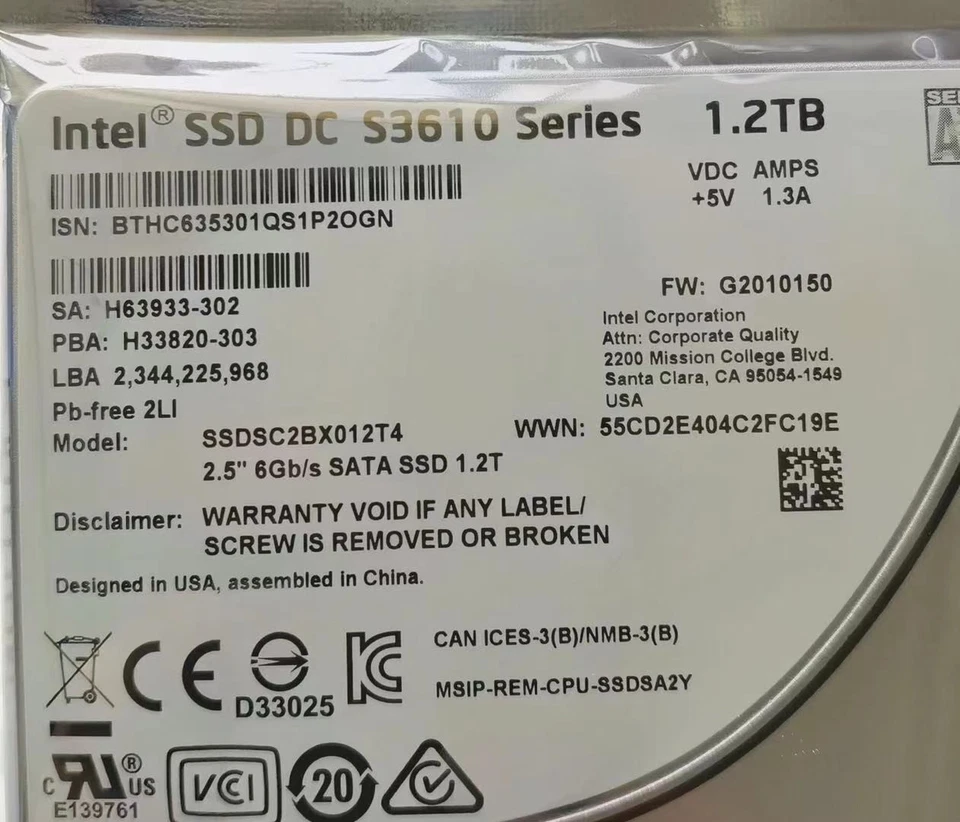 Intel® SSD DC S3610 Series 1.2TB
VDC AMPS
+5V 1.3A
ISN: BTHC635301QS1P2OGN
SA: H63933-302
PBA: H33820-303
LBA 2,344,225,968
Pb-free 2LI
FW: G2010150
Intel Corporation
Attn: Corporate Quality
2200 Mission College Blvd.
Santa Clara, CA 95054-1549
USA
WWN: 55CD2E404C2FC19E
Model: SSDSC2BX012T4
2.5" 6Gb/s SATA SSD 1.2T
Disclaimer: WARRANTY VOID IF ANY LABEL/
SCREW IS REMOVED OR BROKEN
Designed in USA, assembled in China.
CE
D33025
CAN ICES-3(B)/NMB-3(B)
MSIP-REM-CPU-SSDSA2Y
C UL® US
E139761
VCCI
20